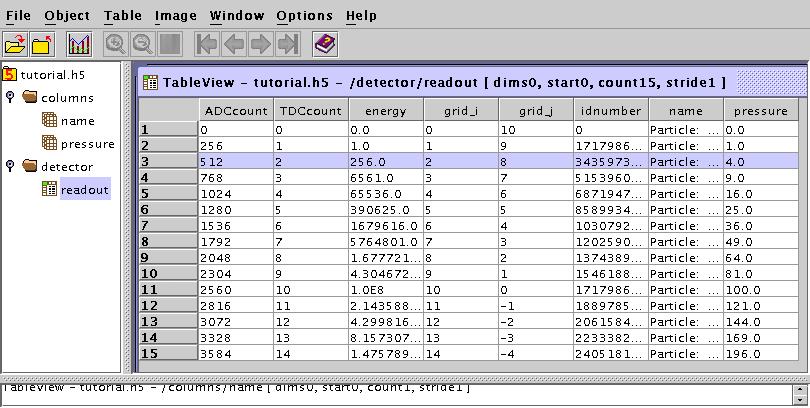 File Object Table Image Window Options Help
tutorial.h5
columns
name
pressure
detector
readout
TableView - tutorial.h5 - /detector/readout [ dims0, start0, count15, stride1 ]
ADCcount TDCcount energy grid_i grid_j idnumber name pressure
1 0 0 0.0 0 10 0 Particle: ... 0.0
2 256 1 1.0 1 9 1717986... Particle: ... 1.0
3 512 2 256.0 2 8 3435973... Particle: ... 4.0
4 768 3 6561.0 3 7 5153960... Particle: ... 9.0
5 1024 4 65536.0 4 6 6871947... Particle: ... 16.0
6 1280 5 390625.0 5 5 8589934... Particle: ... 25.0
7 1536 6 1679616.0 6 4 1030792... Particle: ... 36.0
8 1792 7 5764801.0 7 3 1202590... Particle: ... 49.0
9 2048 8 1.677721... 8 2 1374389... Particle: ... 64.0
10 2304 9 4.304672... 9 1 1546188... Particle: ... 81.0
11 2560 10 1.0E8 10 0 1717986... Particle: ... 100.0
12 2816 11 2.143588... 11 -1 1889785... Particle: ... 121.0
13 3072 12 4.299816... 12 -2 2061584... Particle: ... 144.0
14 3328 13 8.157307... 13 -3 2233382... Particle: ... 169.0
15 3584 14 1.475789... 14 -4 2405181... Particle: ... 196.0
TableView - tutorial.h5 - /columns/name [ dims0, start0, count1, stride1 ]